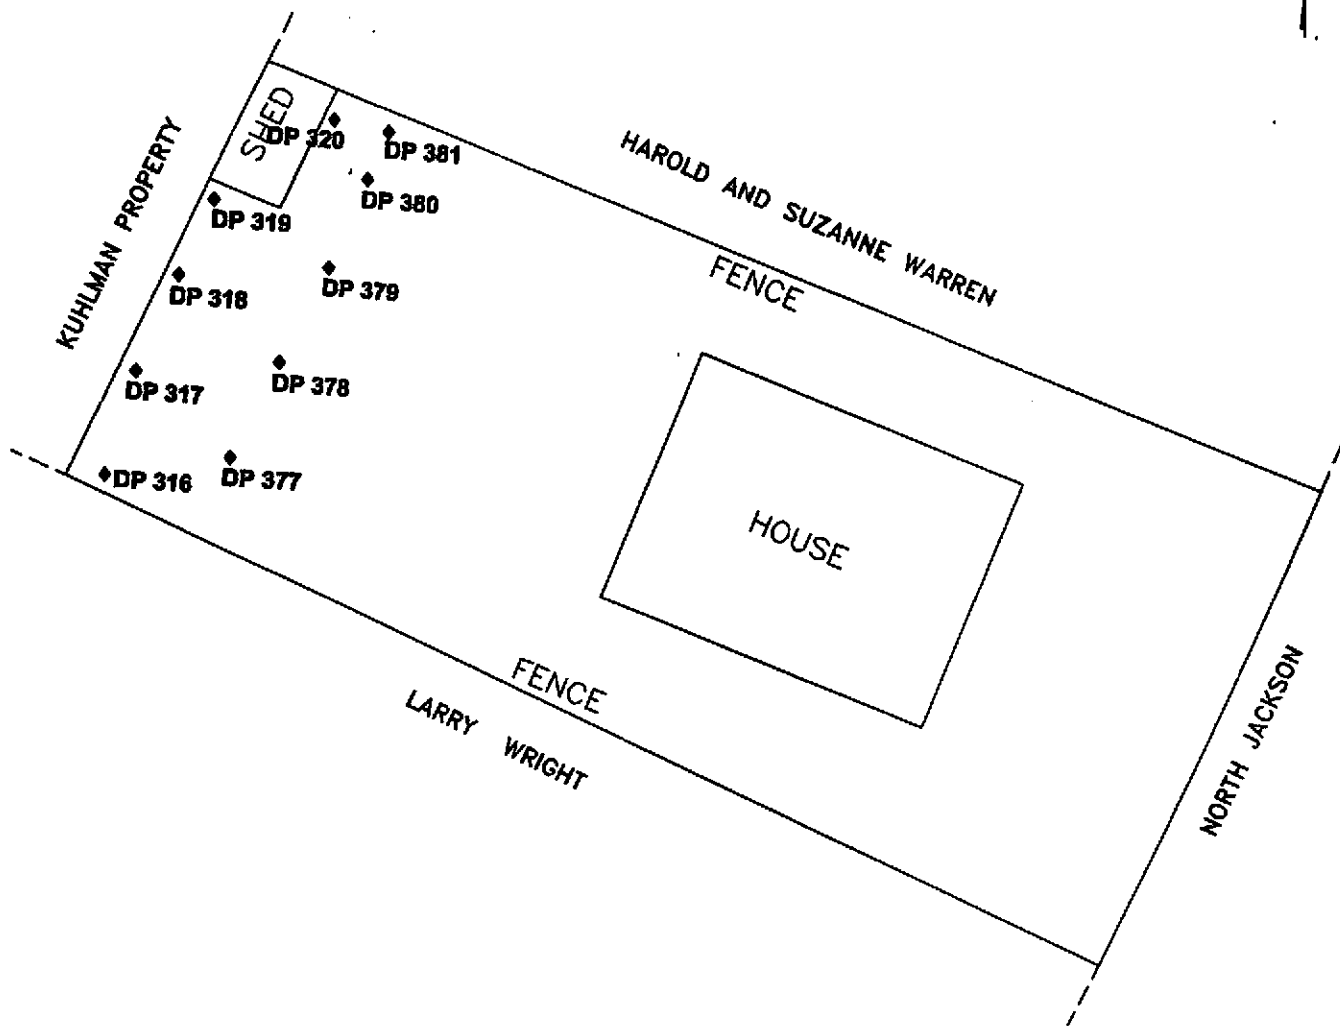 SHED
DP 320
DP 381
DP 380
DP 319
DP 379
DP 318
DP 378
DP 317
DP 316
DP 377
KUHLMAN PROPERTY
HAROLD AND SUZANNE WARREN
FENCE
HOUSE
FENCE
LARRY WRIGHT
NORTH JACKSON